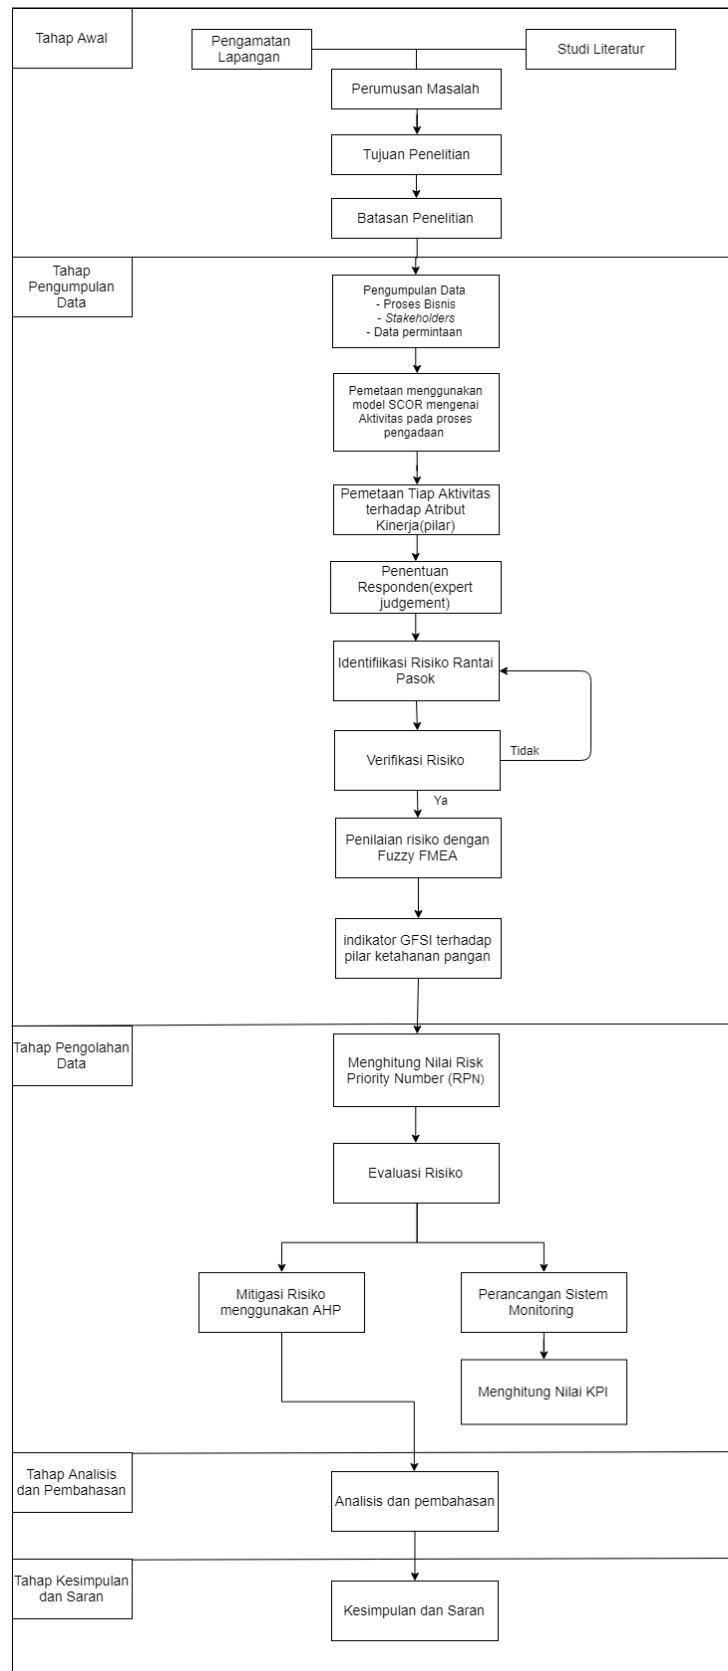 Tahap Awal
Pengamatan
Lapangan
Studi Literatur
Perumusan Masalah
Tujuan Penelitian
Batasan Penelitian
Tahap
Pengumpulan
Data
Pengumpulan Data
- Proses Bisnis
- Stakeholders
- Data permintaan
Pemetaan menggunakan
model SCOR mengenai
Aktivitas pada proses
pengadaan
Pemetaan Tiap Aktivitas
terhadap Atribut
Kinerja(pilar)
Penentuan
Responden(expert
judgement)
Identifiikasi Risiko Rantai
Pasok
Verifikasi Risiko
Tidak
Ya
Penilaian risiko dengan
Fuzzy FMEA
indikator GFSI terhadap
pilar ketahanan pangan
Tahap Pengolahan
Data
Menghitung Nilai Risk
Priority Number (RPN)
Evaluasi Risiko
Mitigasi Risiko
menggunakan AHP
Perancangan Sistem
Monitoring
Menghitung Nilai KPI
Tahap Analisis
dan Pembahasan
Analisis dan pembahasan
Tahap Kesimpulan
dan Saran
Kesimpulan dan Saran